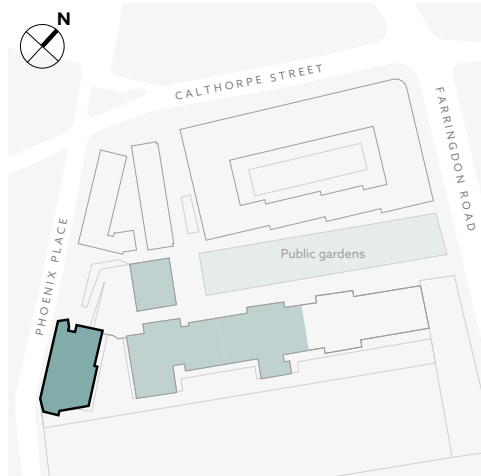 N
CALTHORPE STREET
FARRINGDON ROAD
Public gardens
PHOENIX PLACE